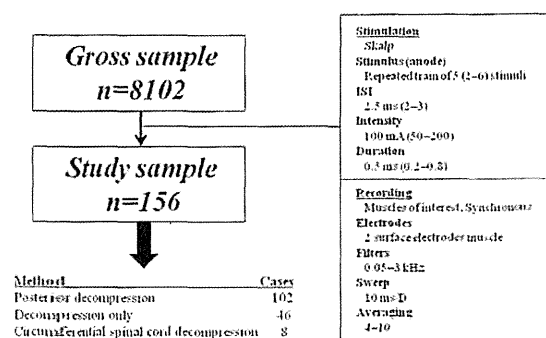 Gross sample
n=8102
Study sample
n=156
Method Cases
Posterior decompression 102
Decompression only 46
Circumferential spinal cord decompression 8
Stimulation
Skalp
Stimulus (anode)
Repeated train of 5 (2-6) stimuli
ISI
2.5 ms (2-3)
Intensity
100 mA (50-200)
Duration
0.5 ms (0.2-0.8)
Recording
Muscles of interest, Synchronous
Electrodes
2 surface electrodes muscle
Filters
0.05-3 kHz
Sweep
10 ms D
Averaging
4-10